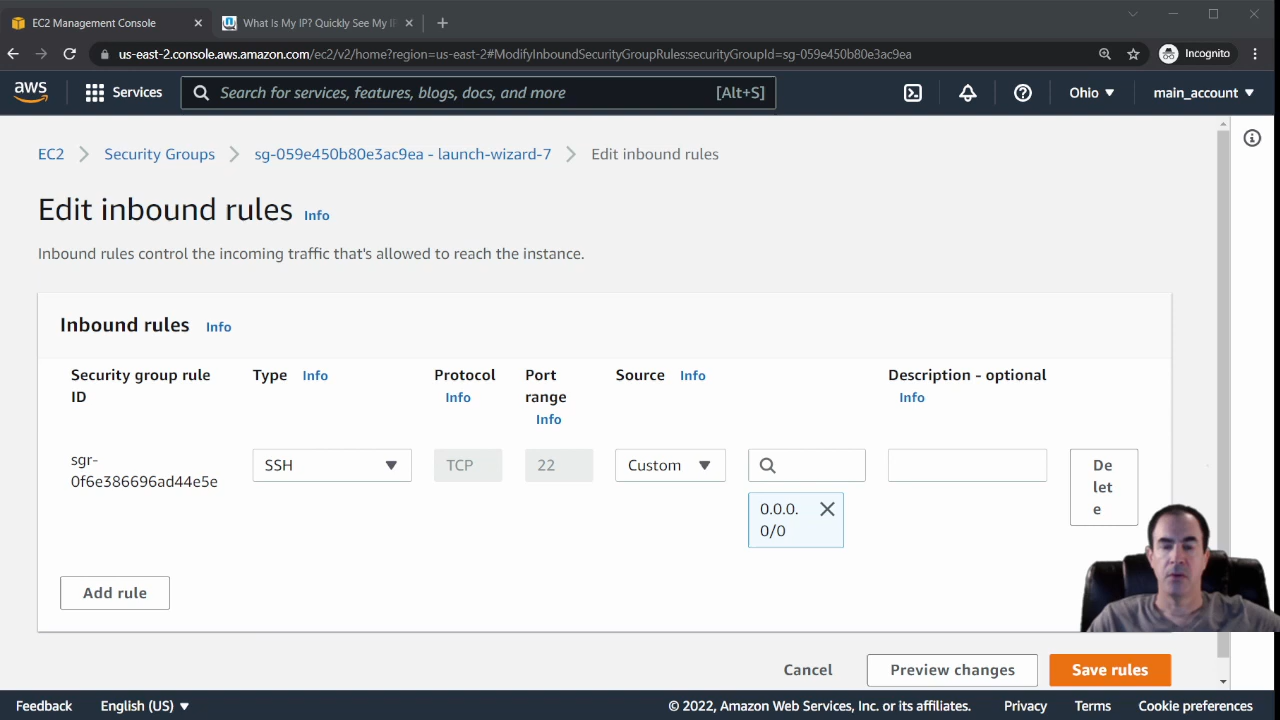 EC2 Management Console
What Is My IP? Quickly See My IP
us-east-2.console.aws.amazon.com/ec2/v2/home?region=us-east-2#ModifyInboundSecurityGroupRules:securityGroupId=sg-059e450b80e3ac9ea
Incognito
aws
Services
Search for services, features, blogs, docs, and more
[Alt+S]
Ohio
main_account
EC2
Security Groups
sg-059e450b80e3ac9ea - launch-wizard-7
Edit inbound rules
Edit inbound rules Info
Inbound rules control the incoming traffic that's allowed to reach the instance.
Inbound rules Info
Security group rule
ID
Type Info
Protocol
Info
Port
range
Info
Source Info
Description - optional
Info
sgr-
0f6e386696ad44e5e
SSH
TCP
22
Custom
0.0.0.
0/0
De
let
e
Add rule
Cancel
Preview changes
Save rules
Feedback
English (US)
© 2022, Amazon Web Services, Inc. or its affiliates.
Privacy
Terms
Cookie preferences